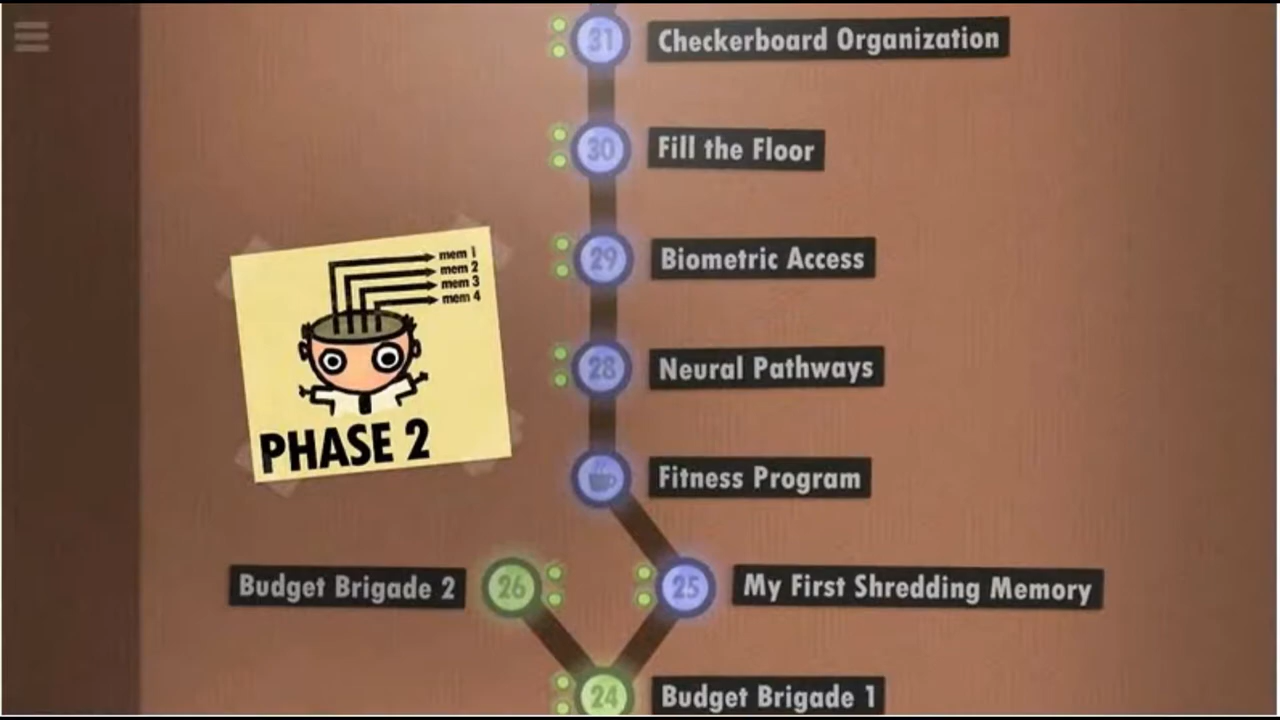 31 Checkerboard Organization
30 Fill the Floor
mem 1
mem 2
mem 3
mem 4
29 Biometric Access
28 Neural Pathways
PHASE 2
Fitness Program
Budget Brigade 2 26
25 My First Shredding Memory
24 Budget Brigade 1